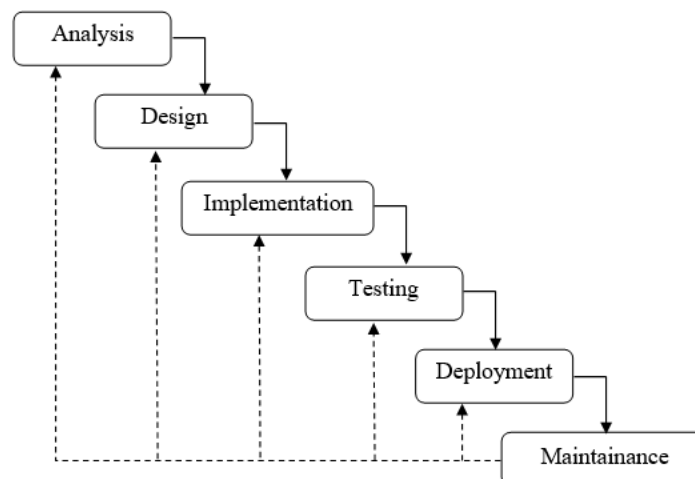 Analysis
Design
Implementation
Testing
Deployment
Maintainance